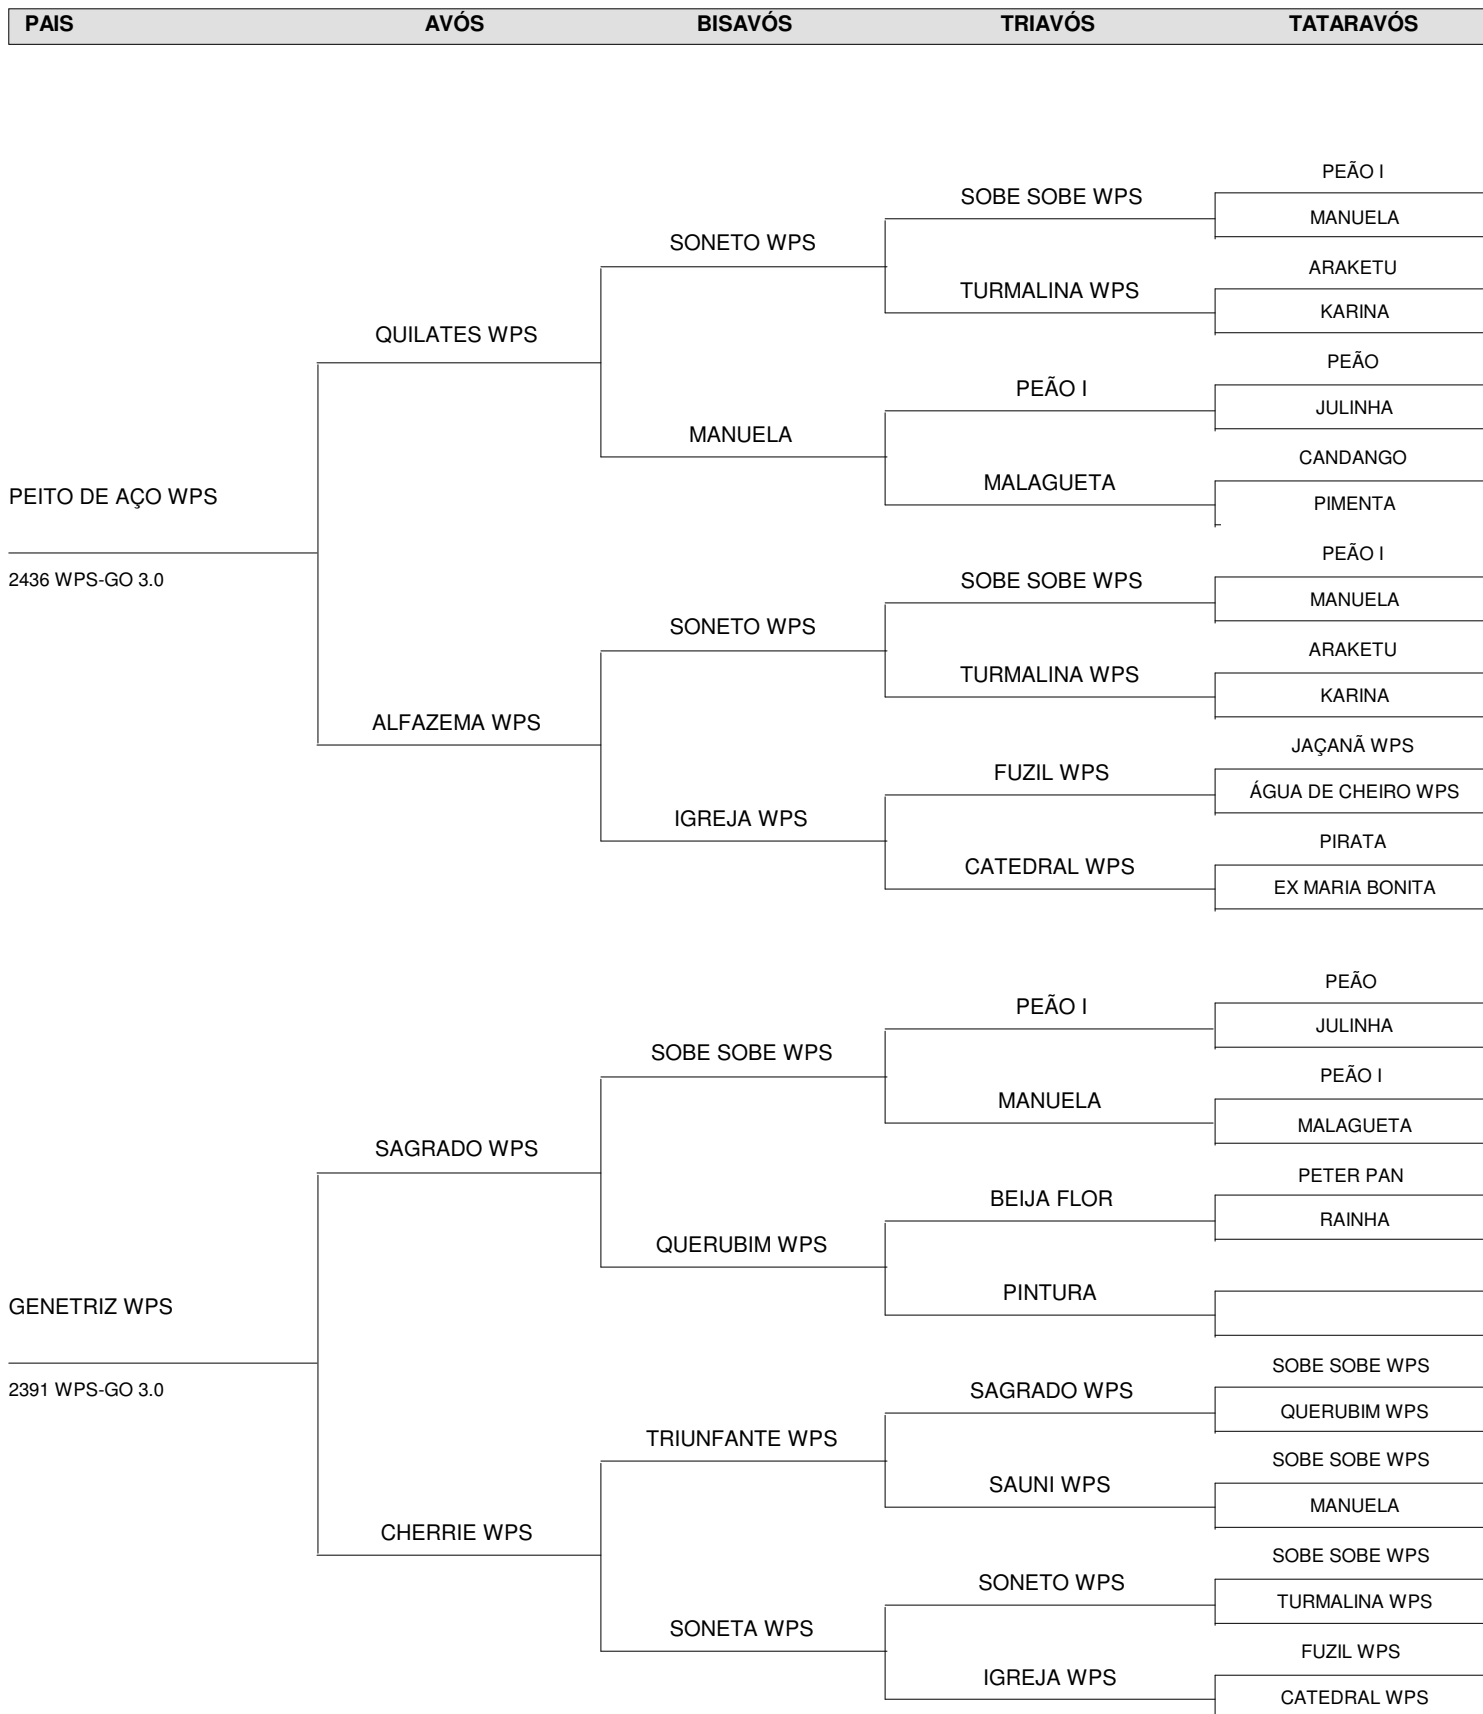 PAIS AVÓS BISAVÓS TRIAVÓS TATARAVÓS
PEÃO I
SOBE SOBE WPS
MANUELA
SONETO WPS
ARAKETU
TURMALINA WPS
KARINA
QUILATES WPS
PEÃO
PEÃO I
JULINHA
MANUELA
CANDANGO
MALAGUETA
PEITO DE AÇO WPS
PIMENTA
PEÃO I
2436 WPS-GO 3.0
SOBE SOBE WPS
MANUELA
SONETO WPS
ARAKETU
TURMALINA WPS
KARINA
ALFAZEMA WPS
JAÇANÃ WPS
FUZIL WPS
ÁGUA DE CHEIRO WPS
IGREJA WPS
PIRATA
CATEDRAL WPS
EX MARIA BONITA
PEÃO
PEÃO I
JULINHA
SOBE SOBE WPS
PEÃO I
MANUELA
MALAGUETA
SAGRADO WPS
PETER PAN
BEIJA FLOR
RAINHA
QUERUBIM WPS
PINTURA
GENETRIZ WPS
SOBE SOBE WPS
2391 WPS-GO 3.0
SAGRADO WPS
QUERUBIM WPS
TRIUNFANTE WPS
SOBE SOBE WPS
SAUNI WPS
MANUELA
CHERRIE WPS
SOBE SOBE WPS
SONETO WPS
TURMALINA WPS
SONETA WPS
FUZIL WPS
IGREJA WPS
CATEDRAL WPS